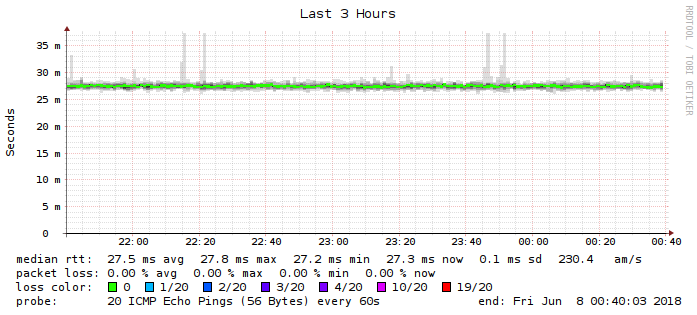 Last 3 Hours
RRDTOOL / TOBI OETIKER
Seconds
35 m
30 m
25 m
20 m
15 m
10 m
5 m
0
22:00 22:20 22:40 23:00 23:20 23:40 00:00 00:20 00:40
median rtt: 27.5 ms avg 27.8 ms max 27.2 ms min 27.3 ms now 0.1 ms sd 230.4 am/s
packet loss: 0.00 % avg 0.00 % max 0.00 % min 0.00 % now
loss color: 0 1/20 2/20 3/20 4/20 10/20 19/20
probe: 20 ICMP Echo Pings (56 Bytes) every 60s end: Fri Jun 8 00:40:03 2018